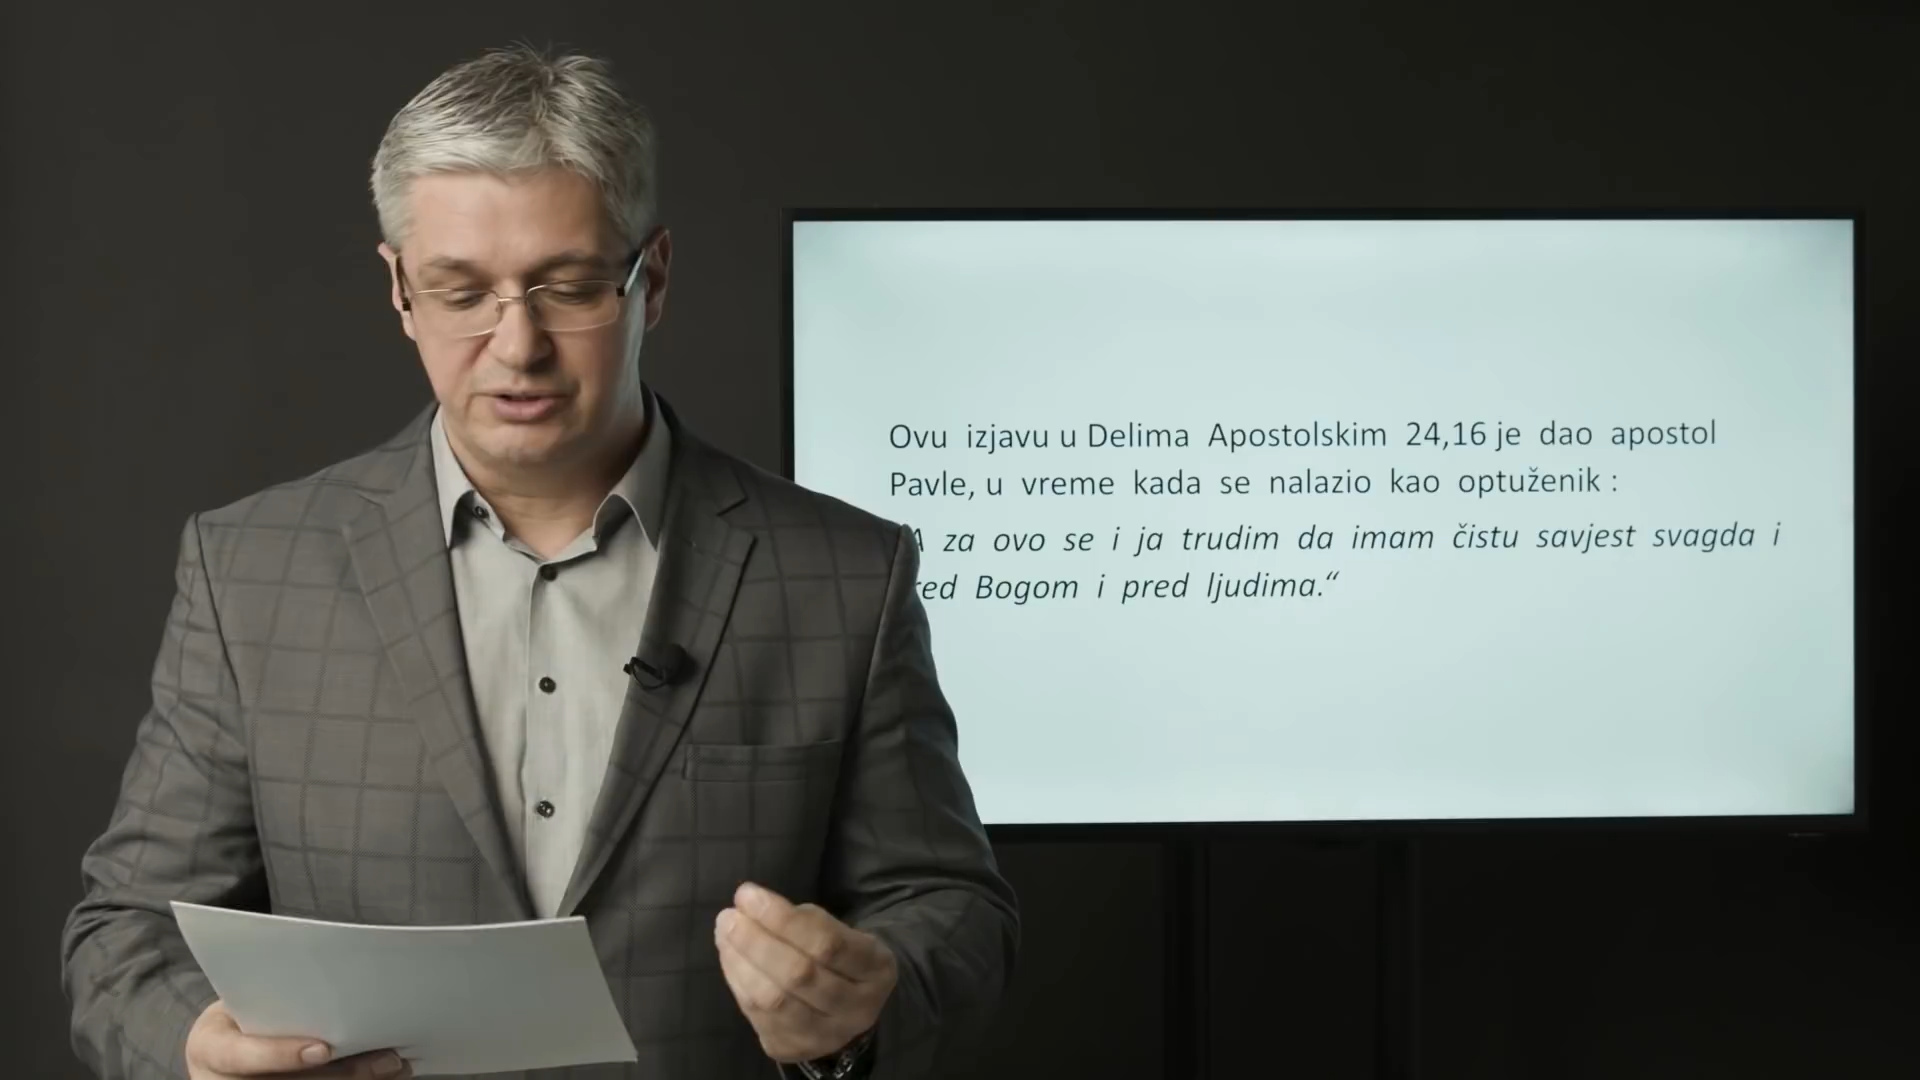 Ovu izjavu u Delima Apostolskim 24,16 je dao apostol
Pavle, u vreme kada se nalazio kao optuženik :
A za ovo se i ja trudim da imam čistu savjest svagda i
Bogom i pred ljudima.“